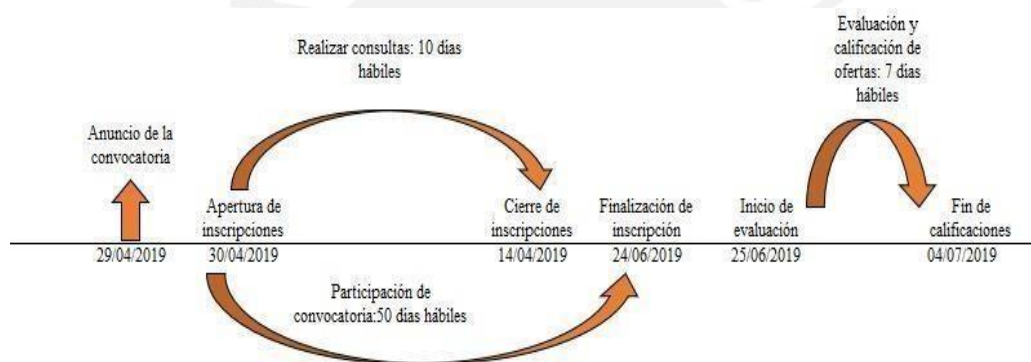 Evaluación y
calificación de
ofertas: 7 dias
hábiles
Realizar consultas: 10 días
hábiles
Anuncio de la
convocatoria
Apertura de
inscripciones
Cierre de
inscripciones
Finalización de
inscripción
Inicio de
evaluación
Fin de
calificaciones
29/04/2019
30/04/2019
14/04/2019
24/06/2019
25/06/2019
04/07/2019
Participación de
convocatoria:50 días hábiles